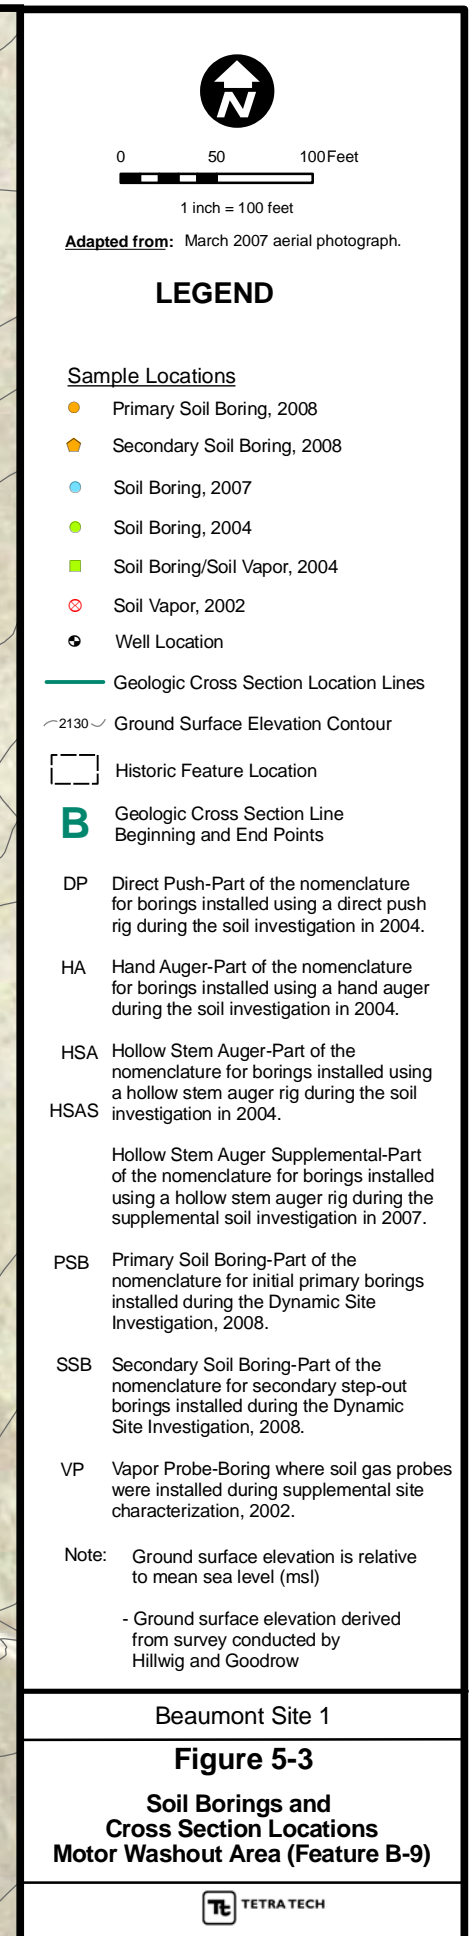 N
0 50 100Feet
1 inch = 100 feet
Adapted from: March 2007 aerial photograph.
LEGEND
Sample Locations
Primary Soil Boring, 2008
Secondary Soil Boring, 2008
Soil Boring, 2007
Soil Boring, 2004
Soil Boring/Soil Vapor, 2004
Soil Vapor, 2002
Well Location
Geologic Cross Section Location Lines
2130 Ground Surface Elevation Contour
Historic Feature Location
B Geologic Cross Section Line
Beginning and End Points
DP Direct Push-Part of the nomenclature
for borings installed using a direct push
rig during the soil investigation in 2004.
HA Hand Auger-Part of the nomenclature
for borings installed using a hand auger
during the soil investigation in 2004.
HSA Hollow Stem Auger-Part of the
nomenclature for borings installed using
a hollow stem auger rig during the soil
HSAS investigation in 2004.
Hollow Stem Auger Supplemental-Part
of the nomenclature for borings installed
using a hollow stem auger rig during the
supplemental soil investigation in 2007.
PSB Primary Soil Boring-Part of the
nomenclature for initial primary borings
installed during the Dynamic Site
Investigation, 2008.
SSB Secondary Soil Boring-Part of the
nomenclature for secondary step-out
borings installed during the Dynamic
Site Investigation, 2008.
VP Vapor Probe-Boring where soil gas probes
were installed during supplemental site
characterization, 2002.
Note: Ground surface elevation is relative
to mean sea level (msl)
- Ground surface elevation derived
from survey conducted by
Hillwig and Goodrow
Beaumont Site 1
Figure 5-3
Soil Borings and
Cross Section Locations
Motor Washout Area (Feature B-9)
Tt TETRA TECH